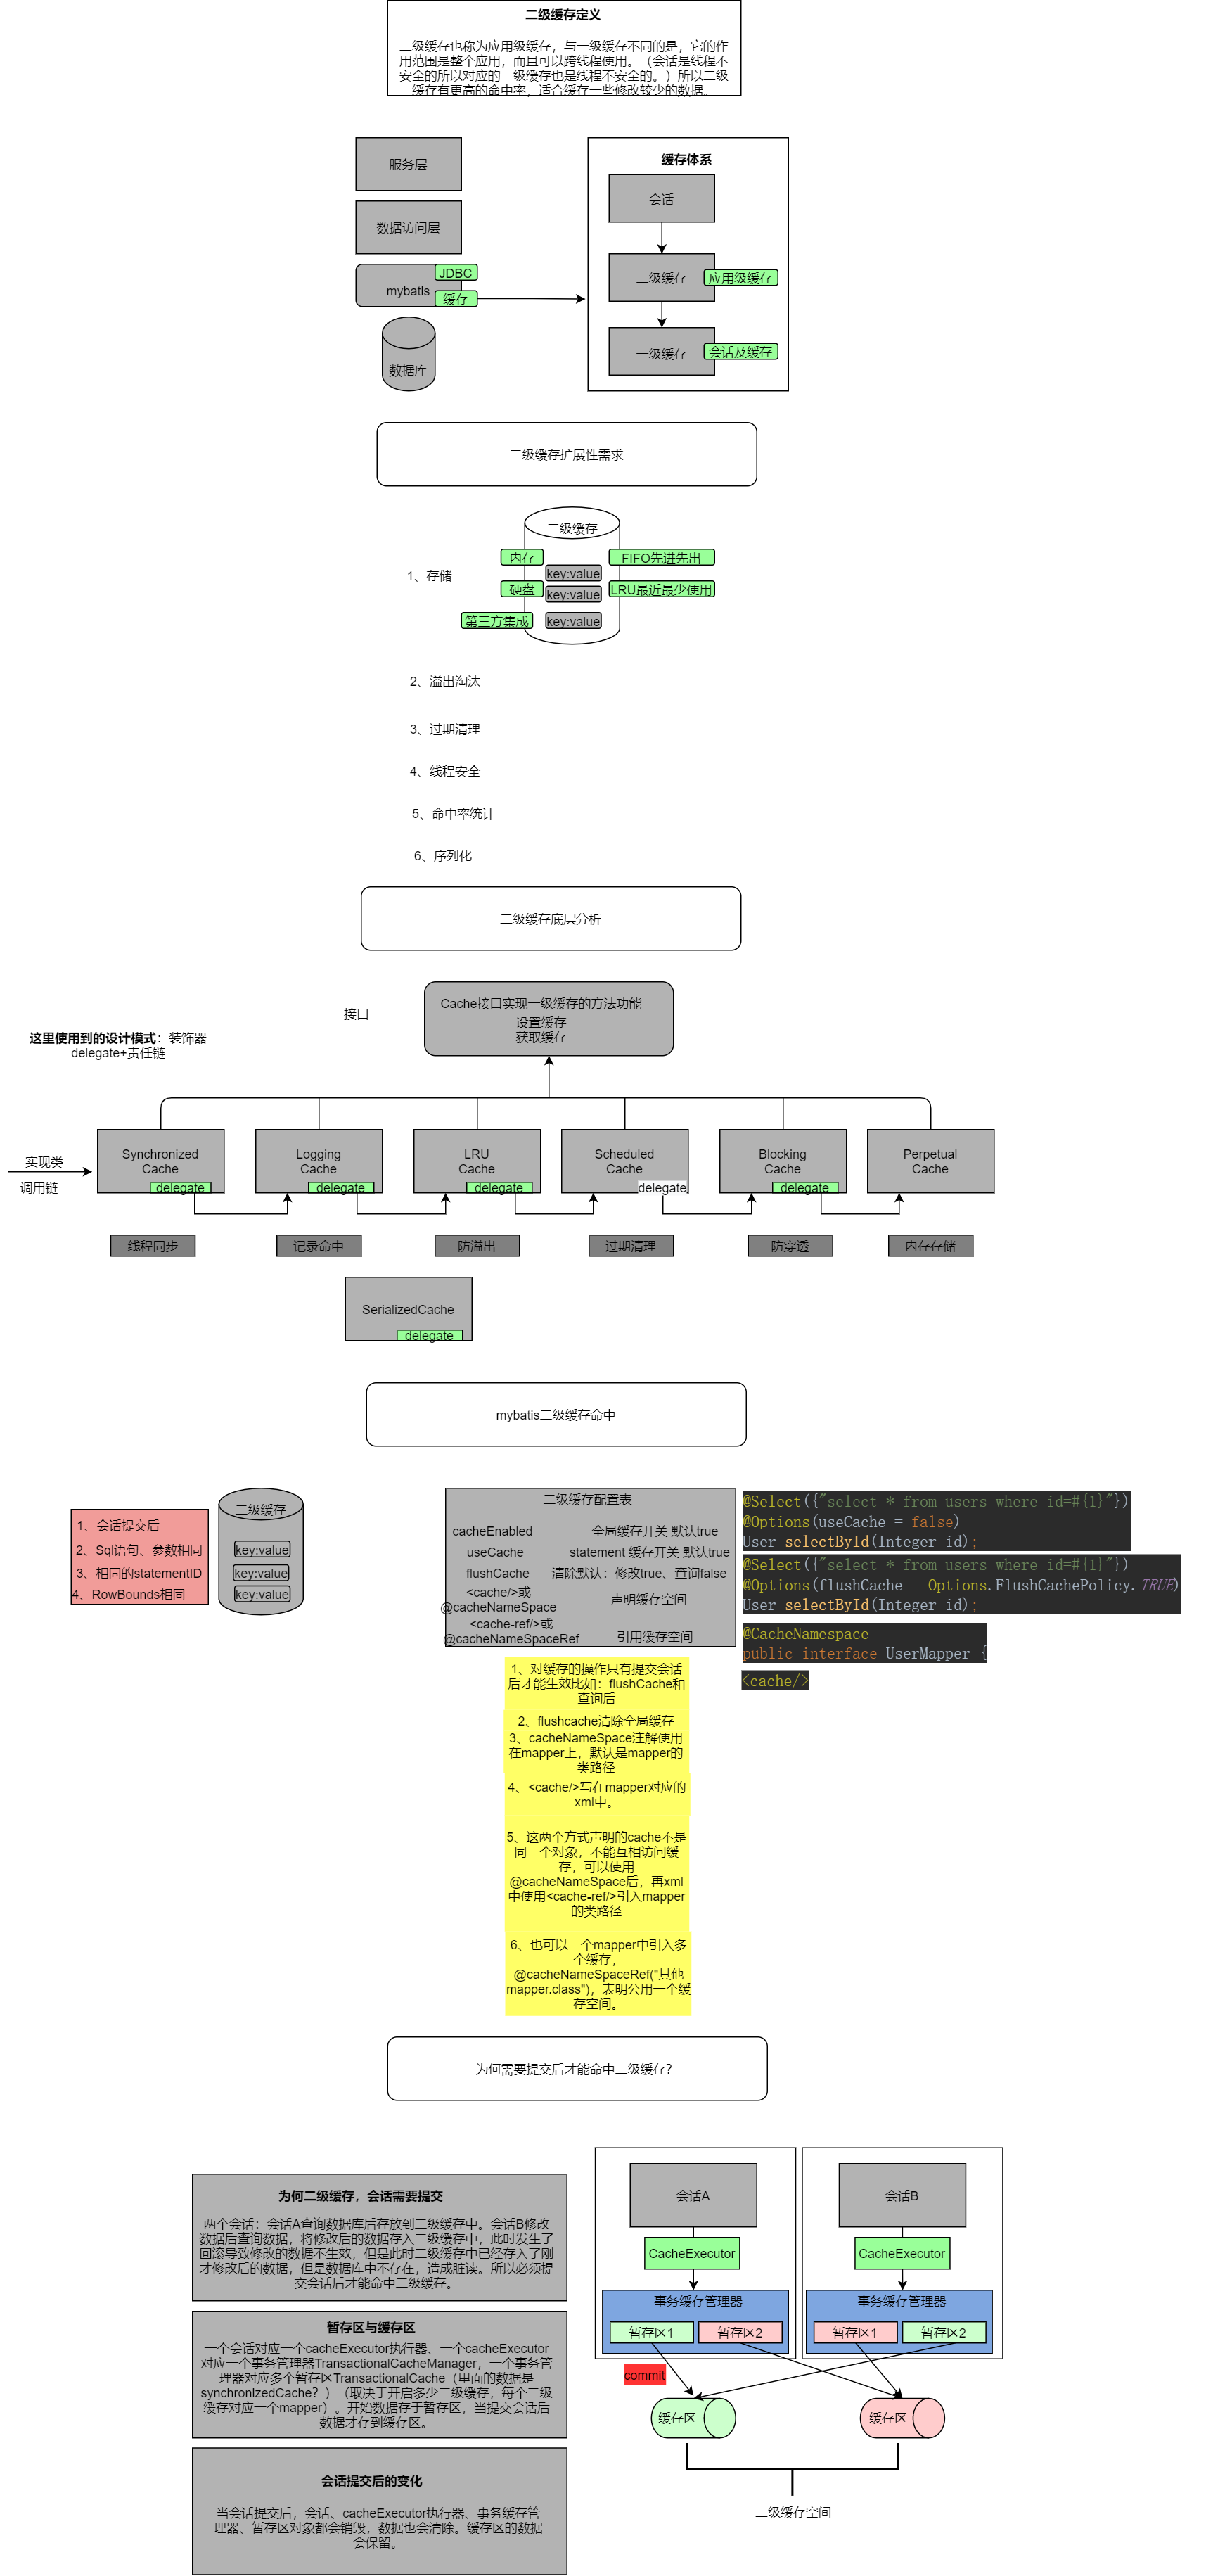 二级缓存定义
二级缓存也称为应用级缓存，与一级缓存不同的是，它的作
用范围是整个应用，而且可以跨线程使用。（会话是线程不
安全的所以对应的一级缓存也是线程不安全的。）所以二级
缓存有更高的命中率，适合缓存一些修改较少的数据。
服务层
数据访问层
mybatis
JDBC
缓存
数据库
缓存体系
会话
二级缓存
应用级缓存
一级缓存
会话及缓存
二级缓存扩展性需求
二级缓存
1、存储
内存
硬盘
第三方集成
key:value
key:value
key:value
FIFO先进先出
LRU最近最少使用
2、溢出淘汰
3、过期清理
4、线程安全
5、命中率统计
6、序列化
二级缓存底层分析
接口
Cache接口实现一级缓存的方法功能
设置缓存
获取缓存
这里使用到的设计模式：装饰器
delegate+责任链
实现类
调用链
Synchronized
Cache
delegate
Logging
Cache
delegate
LRU
Cache
delegate
Scheduled
Cache
delegate
Blocking
Cache
delegate
Perpetual
Cache
线程同步
记录命中
防溢出
过期清理
防穿透
内存存储
SerializedCache
delegate
mybatis二级缓存命中
1、会话提交后
2、Sql语句、参数相同
3、相同的statementID
4、RowBounds相同
二级缓存
key:value
key:value
key:value
二级缓存配置表
cacheEnabled 全局缓存开关 默认true
useCache statement 缓存开关 默认true
flushCache 清除默认：修改true、查询false
<cache/>或
@cacheNameSpace
声明缓存空间
<cache-ref/>或
@cacheNameSpaceRef
引用缓存空间
@Select({"select * from users where id=#{1}"})
@Options(useCache = false)
User selectById(Integer id);
@Select({"select * from users where id=#{1}"})
@Options(flushCache = Options.FlushCachePolicy.TRUE)
User selectById(Integer id);
@CacheNamespace
public interface UserMapper {
<cache/>
1、对缓存的操作只有提交会话
后才能生效比如：flushCache和
查询后
2、flushcache清除全局缓存
3、cacheNameSpace注解使用
在mapper上，默认是mapper的
类路径
4、<cache/>写在mapper对应的
xml中。
5、这两个方式声明的cache不是
同一个对象，不能互相访问缓
存，可以使用
@cacheNameSpace后，再xml
中使用<cache-ref/>引入mapper
的类路径
6、也可以一个mapper中引入多
个缓存，
@cacheNameSpaceRef("其他
mapper.class")，表明公用一个缓
存空间。
为何需要提交后才能命中二级缓存？
为何二级缓存，会话需要提交
两个会话：会话A查询数据库后存放到二级缓存中。会话B修改
数据后查询数据，将修改后的数据存入二级缓存中，此时发生了
回滚导致修改的数据不生效，但是此时二级缓存中已经存入了刚
才修改后的数据，但是数据库中不存在，造成脏读。所以必须提
交会话后才能命中二级缓存。
暂存区与缓存区
一个会话对应一个cacheExecutor执行器、一个cacheExecutor
对应一个事务管理器TransactionalCacheManager，一个事务管
理器对应多个暂存区TransactionalCache（里面的数据是
synchronizedCache？）（取决于开启多少二级缓存，每个二级
缓存对应一个mapper）。开始数据存于暂存区，当提交会话后
数据才存到缓存区。
会话提交后的变化
当会话提交后，会话、cacheExecutor执行器、事务缓存管
理器、暂存区对象都会销毁，数据也会清除。缓存区的数据
会保留。
会话A
CacheExecutor
事务缓存管理器
暂存区1
暂存区2
会话B
CacheExecutor
事务缓存管理器
暂存区1
暂存区2
commit
缓存区
缓存区
二级缓存空间